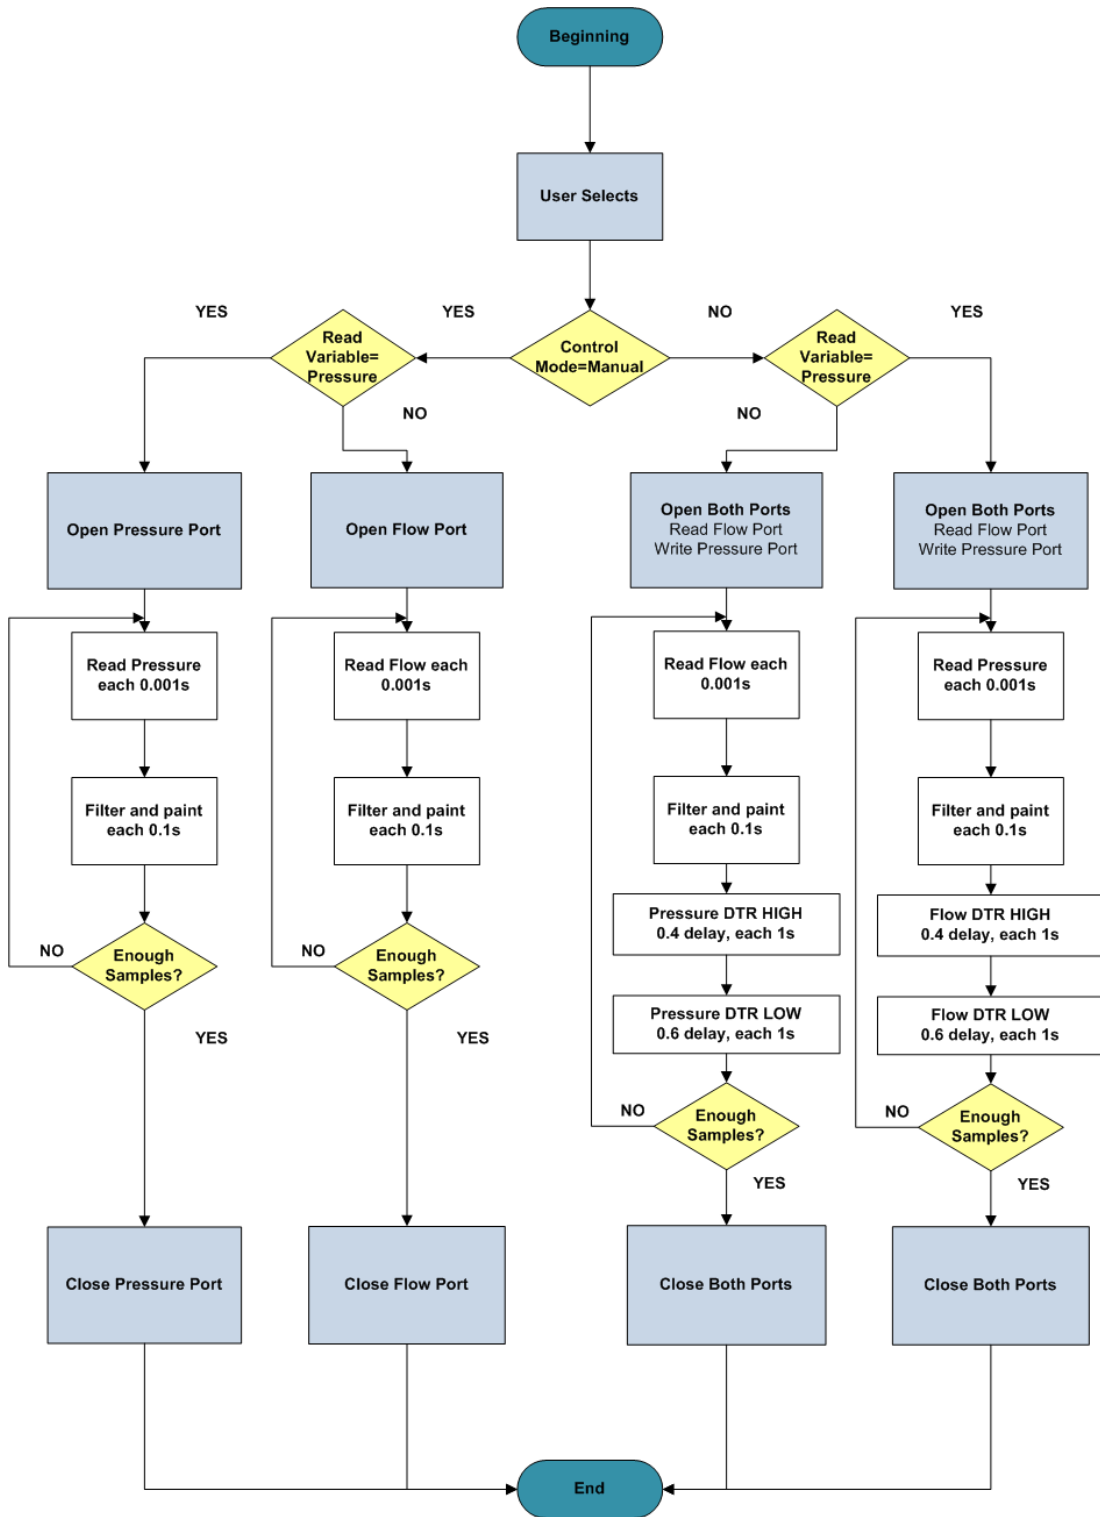 Beginning
User Selects
YES
YES
NO
YES
Read
Variable=
Pressure
Control
Mode=Manual
Read
Variable=
Pressure
NO
NO
Open Pressure Port
Open Flow Port
Open Both Ports
Read Flow Port
Write Pressure Port
Open Both Ports
Read Flow Port
Write Pressure Port
Read Pressure
each 0.001s
Read Flow each
0.001s
Read Flow each
0.001s
Read Pressure
each 0.001s
Filter and paint
each 0.1s
Filter and paint
each 0.1s
Filter and paint
each 0.1s
Filter and paint
each 0.1s
Pressure DTR HIGH
0.4 delay, each 1s
Flow DTR HIGH
0.4 delay, each 1s
NO
Enough
Samples?
NO
Enough
Samples?
Pressure DTR LOW
0.6 delay, each 1s
Flow DTR LOW
0.6 delay, each 1s
YES
YES
NO
Enough
Samples?
NO
Enough
Samples?
YES
YES
Close Pressure Port
Close Flow Port
Close Both Ports
Close Both Ports
End